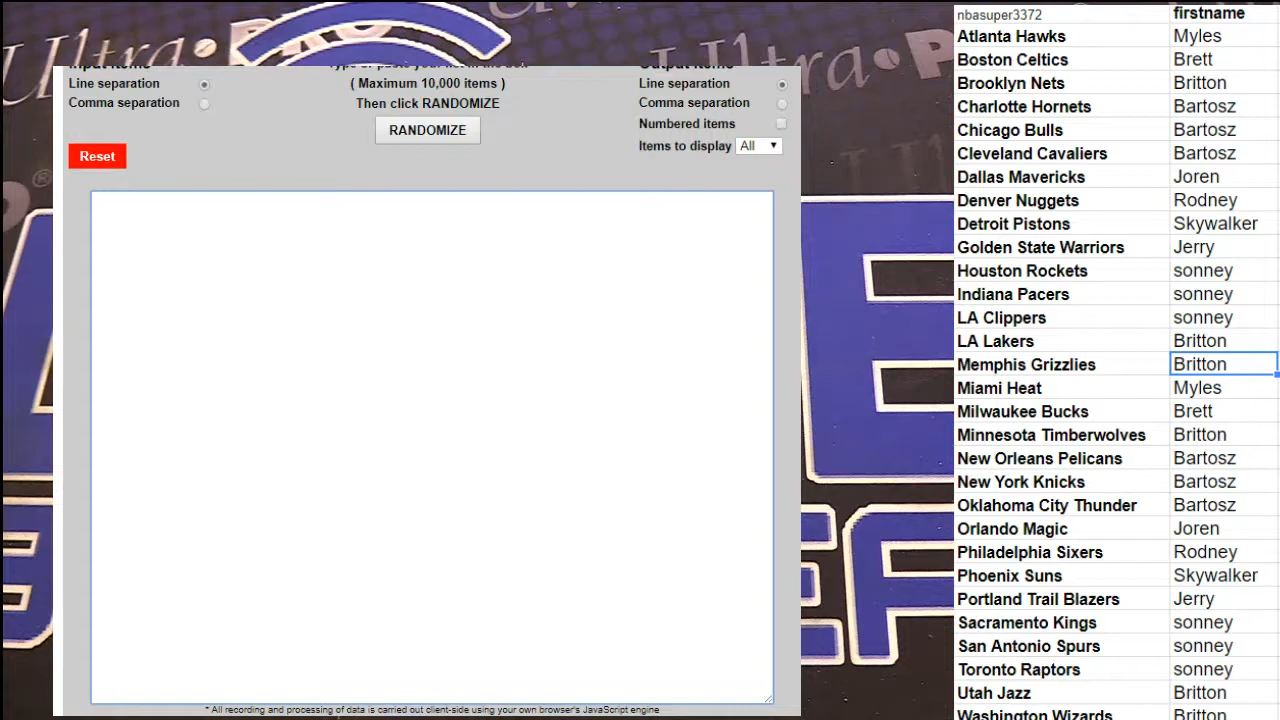 Ultra PRO
Ultra P
®
Line separation
Comma separation
Reset
( Maximum 10,000 items )
Then click RANDOMIZE
RANDOMIZE
Line separation
Comma separation
Numbered items
Items to display All
* All recording and processing of data is carried out client-side using your own browser's JavaScript engine
nbasuper3372 firstname
Atlanta Hawks Myles
Boston Celtics Brett
Brooklyn Nets Britton
Charlotte Hornets Bartosz
Chicago Bulls Bartosz
Cleveland Cavaliers Bartosz
Dallas Mavericks Joren
Denver Nuggets Rodney
Detroit Pistons Skywalker
Golden State Warriors Jerry
Houston Rockets sonney
Indiana Pacers sonney
LA Clippers sonney
LA Lakers Britton
Memphis Grizzlies Britton
Miami Heat Myles
Milwaukee Bucks Brett
Minnesota Timberwolves Britton
New Orleans Pelicans Bartosz
New York Knicks Bartosz
Oklahoma City Thunder Bartosz
Orlando Magic Joren
Philadelphia Sixers Rodney
Phoenix Suns Skywalker
Portland Trail Blazers Jerry
Sacramento Kings sonney
San Antonio Spurs sonney
Toronto Raptors sonney
Utah Jazz Britton
Washington Wizards Britton